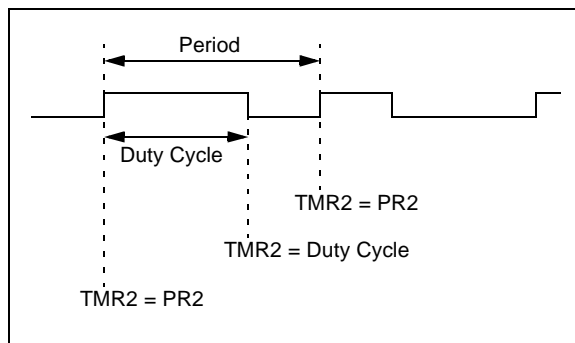 Period
Duty Cycle
TMR2 = PR2
TMR2 = Duty Cycle
TMR2 = PR2